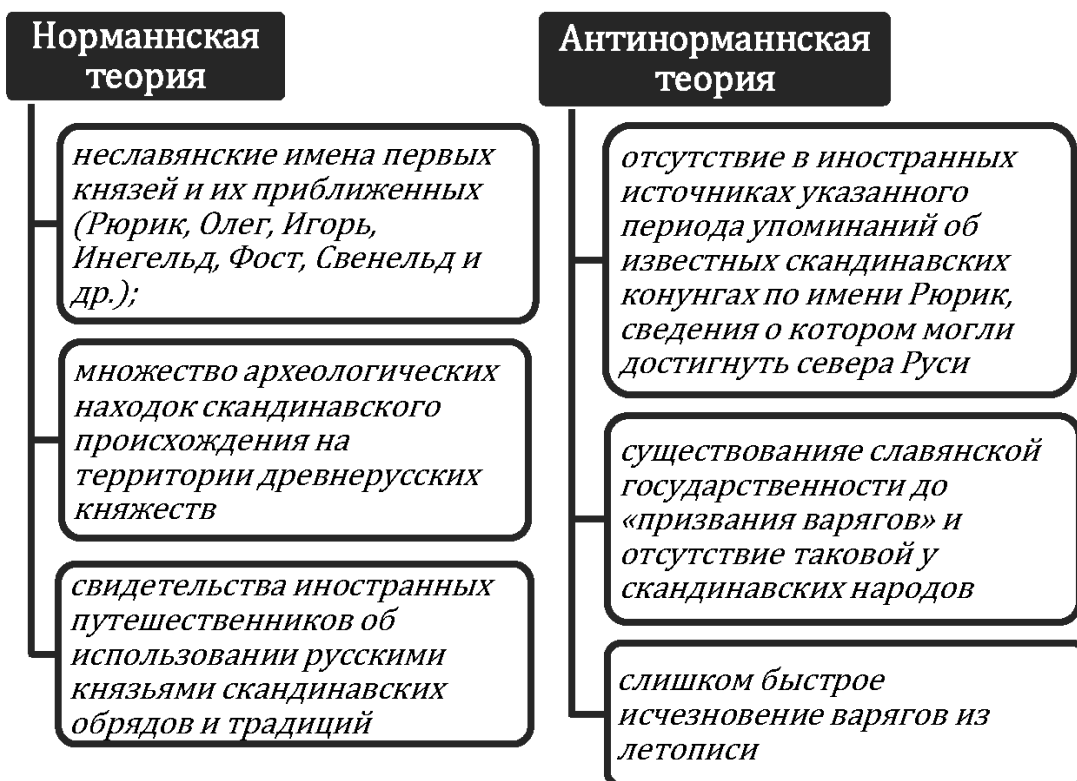 Норманнская
теория
неславянские имена первых
князей и их приближенных
(Рюрик, Олег, Игорь,
Инегельд, Фост, Свенельд и
др.);
множество археологических
находок скандинавского
происхождения на
территории древнерусских
княжеств
свидетельства иностранных
путешественников об
использовании русскими
князьями скандинавских
обрядов и традиций
Антинорманнская
теория
отсутствие в иностранных
источниках указанного
периода упоминаний об
известных скандинавских
конунгах по имени Рюрик,
сведения о котором могли
достигнуть севера Руси
существованияе славянской
государственности до
«призвания варягов» и
отсутствие таковой у
скандинавских народов
слишком быстрое
исчезновение варягов из
летописи